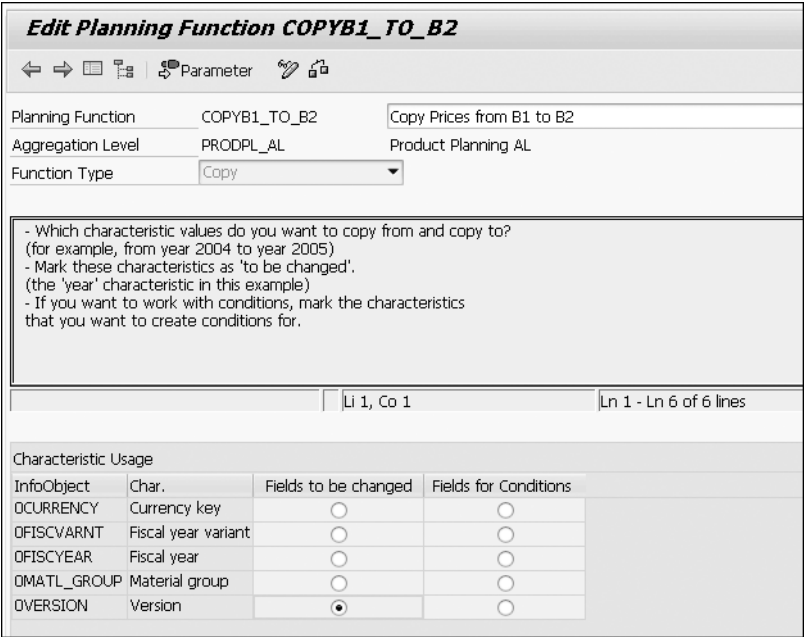 Edit Planning Function COPYB1_TO_B2
Parameter
Planning Function COPYB1_TO_B2 Copy Prices from B1 to B2
Aggregation Level PRODPL_AL Product Planning AL
Function Type Copy
- Which characteristic values do you want to copy from and copy to?
(for example, from year 2004 to year 2005)
- Mark these characteristics as 'to be changed'.
(the 'year' characteristic in this example)
- If you want to work with conditions, mark the characteristics
that you want to create conditions for.
Li 1, Co 1 Ln 1 - Ln 6 of 6 lines
Characteristic Usage
InfoObject Char. Fields to be changed Fields for Conditions
0CURRENCY Currency key
0FISCVARNT Fiscal year variant
0FISCYEAR Fiscal year
0MATL_GROUP Material group
0VERSION Version